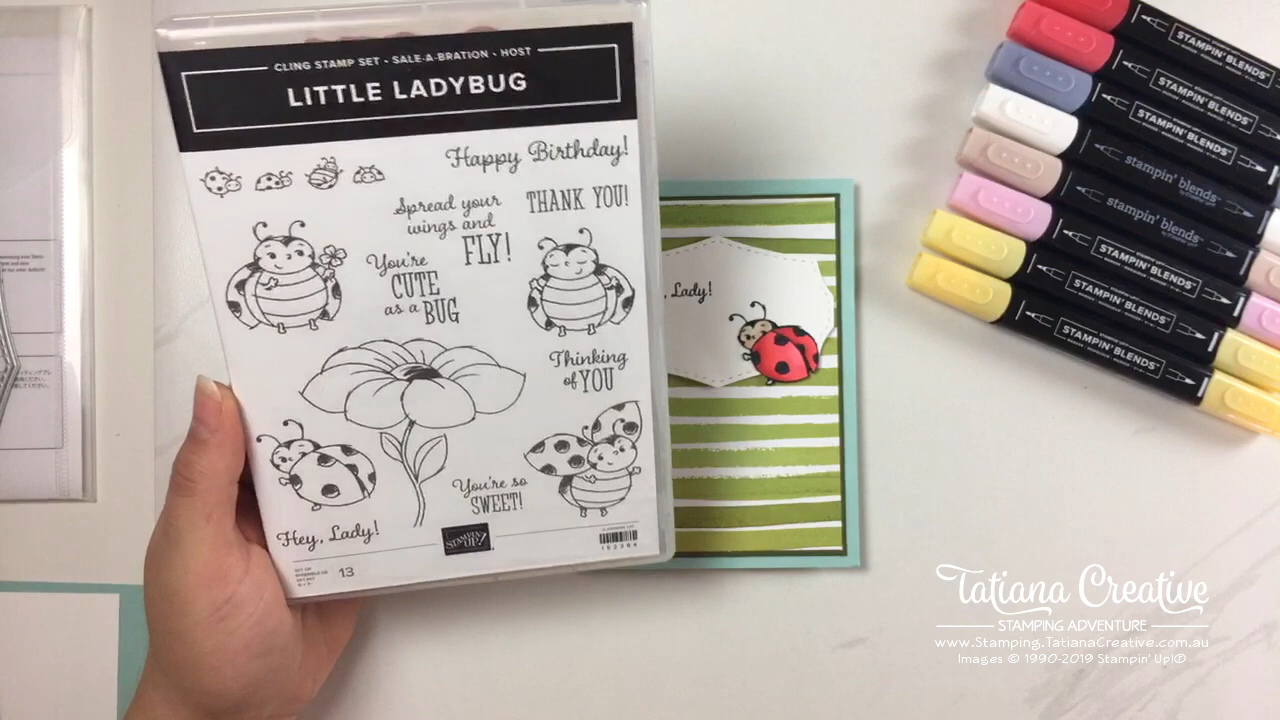 CLING STAMP SET • SALE-A-BRATION • HOST
LITTLE LADYBUG
Happy Birthday!
Spread your
wings and
FLY!
THANK YOU!
You're
CUTE
as a BUG
Thinking
of YOU
You're so
SWEET!
Hey, Lady!
STAMPIN' UP!
13
, Lady!
STAMPIN' BLENDS
STAMPIN' BLENDS
STAMPIN' BLENDS
stampin' blends
stampin' blends
STAMPIN' BLENDS
STAMPIN' BLENDS
STAMPIN' BLENDS
Tatiana Creative
STAMPING ADVENTURE
www.Stamping.TatianaCreative.com.au
Images © 1990-2019 Stampin' Up!®